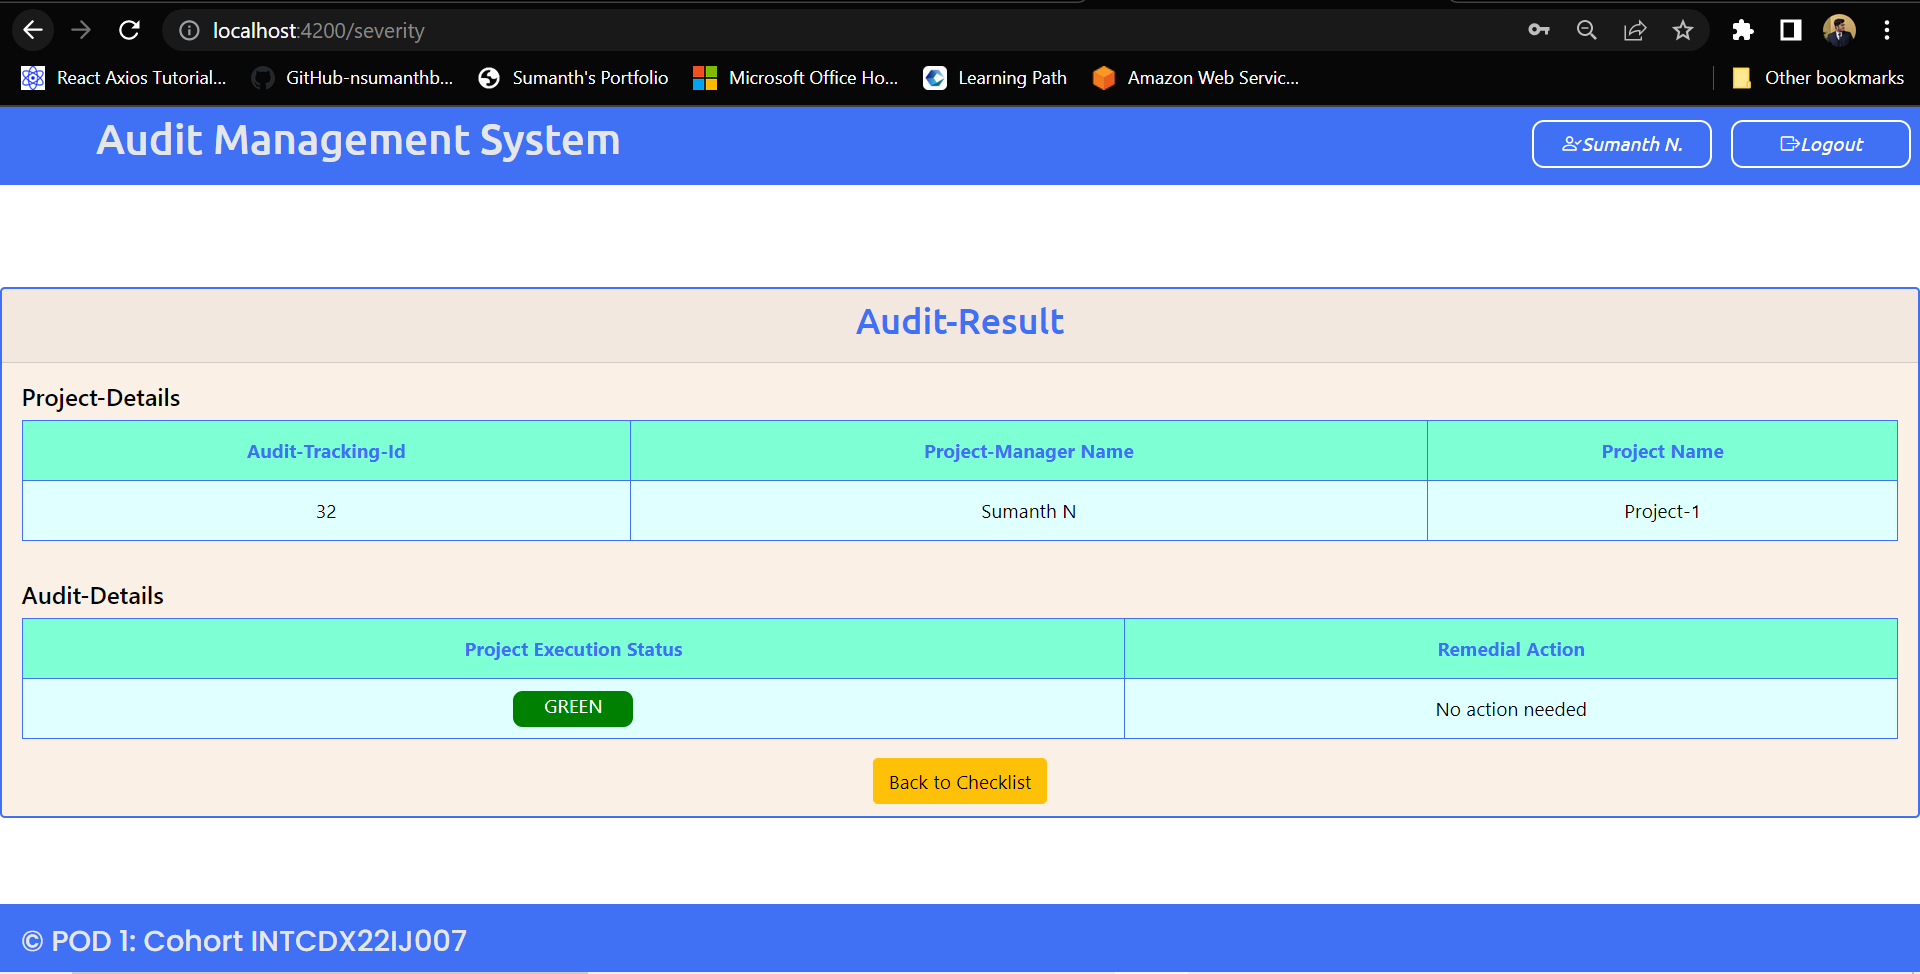 localhost:4200/severity
React Axios Tutorial... GitHub-nsumanthb... Sumanth's Portfolio Microsoft Office Ho... Learning Path Amazon Web Servic... Other bookmarks
Audit Management System Sumanth N. Logout
Audit-Result
Project-Details
Audit-Tracking-Id Project-Manager Name Project Name
32 Sumanth N Project-1
Audit-Details
Project Execution Status Remedial Action
GREEN No action needed
Back to Checklist
© POD 1: Cohort INTCDX22IJ007